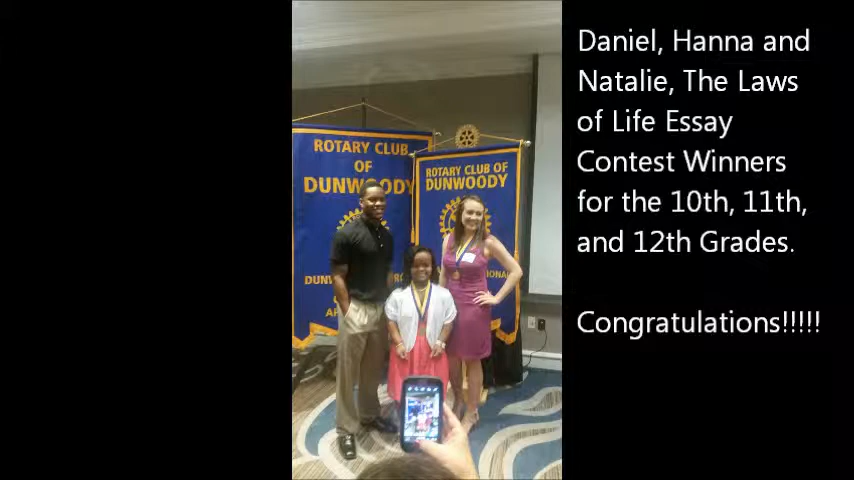 Daniel, Hanna and
Natalie, The Laws
of Life Essay
Contest Winners
for the 10th, 11th,
and 12th Grades.
Congratulations!!!!!
ROTARY CLUB
OF
DUNWOODY
ROTARY CLUB OF
DUNWOODY